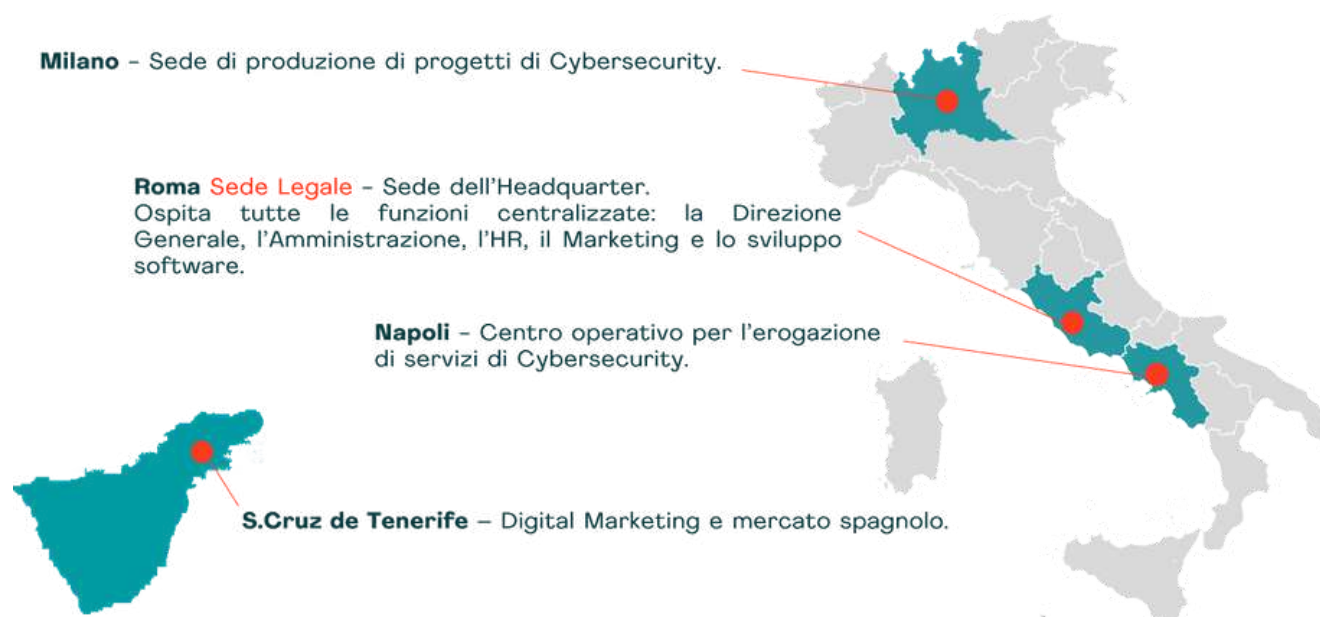 Milano – Sede di produzione di progetti di Cybersecurity.
Roma Sede Legale – Sede dell'Headquarter.
Ospita tutte le funzioni centralizzate: la Direzione
Generale, l'Amministrazione, l'HR, il Marketing e lo sviluppo
software.
Napoli – Centro operativo per l'erogazione
di servizi di Cybersecurity.
S.Cruz de Tenerife – Digital Marketing e mercato spagnolo.